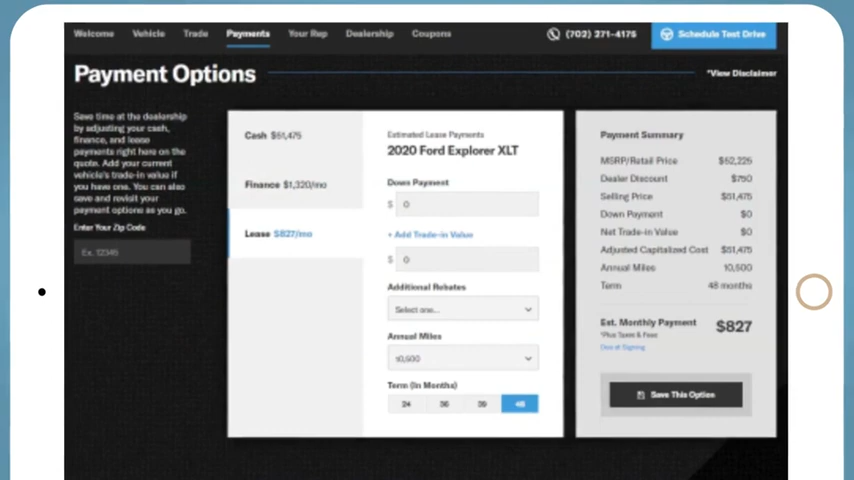 Welcome Vehicle Trade Payments Your Rep Dealership Coupons (702) 271-4175 Schedule Test Drive
Payment Options
*View Disclaimer
Save time at the dealership
by adjusting your cash,
finance, and lease
payments right here on the
quote. Add your current
vehicle's trade-in value if
you have one. You can also
save and revisit your
payment options as you go.
Enter Your Zip Code
Ex. 12345
Cash $51,475
Finance $1,320/mo
Lease $827/mo
Estimated Lease Payments
2020 Ford Explorer XLT
Down Payment
$ 0
+ Add Trade-in Value
$ 0
Additional Rebates
Select one...
Annual Miles
10,500
Term (In Months)
24 36 39 48
Payment Summary
MSRP/Retail Price $52,225
Dealer Discount $750
Selling Price $51,475
Down Payment $0
Net Trade-in Value $0
Adjusted Capitalized Cost $51,475
Annual Miles 10,500
Term 48 months
Est. Monthly Payment $827
*Plus Taxes & Fees
Due at Signing
Save This Option